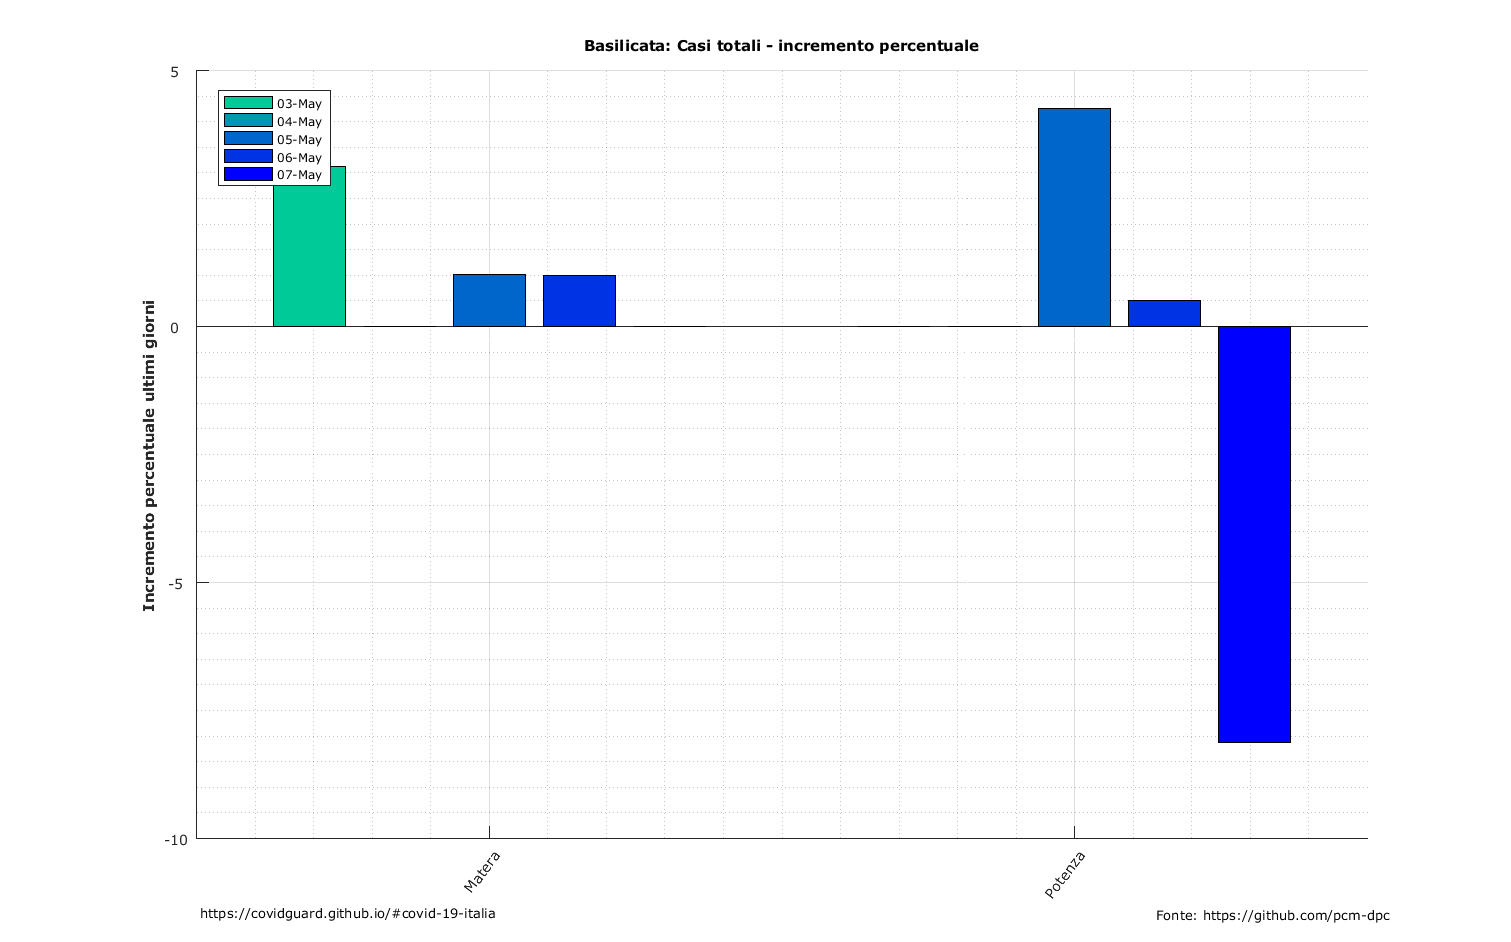 Basilicata: Casi totali - incremento percentuale
5
0
-5
-10
Incremento percentuale ultimi giorni
03-May
04-May
05-May
06-May
07-May
Matera
Potenza
https://covidguard.github.io/#covid-19-italia
Fonte: https://github.com/pcm-dpc